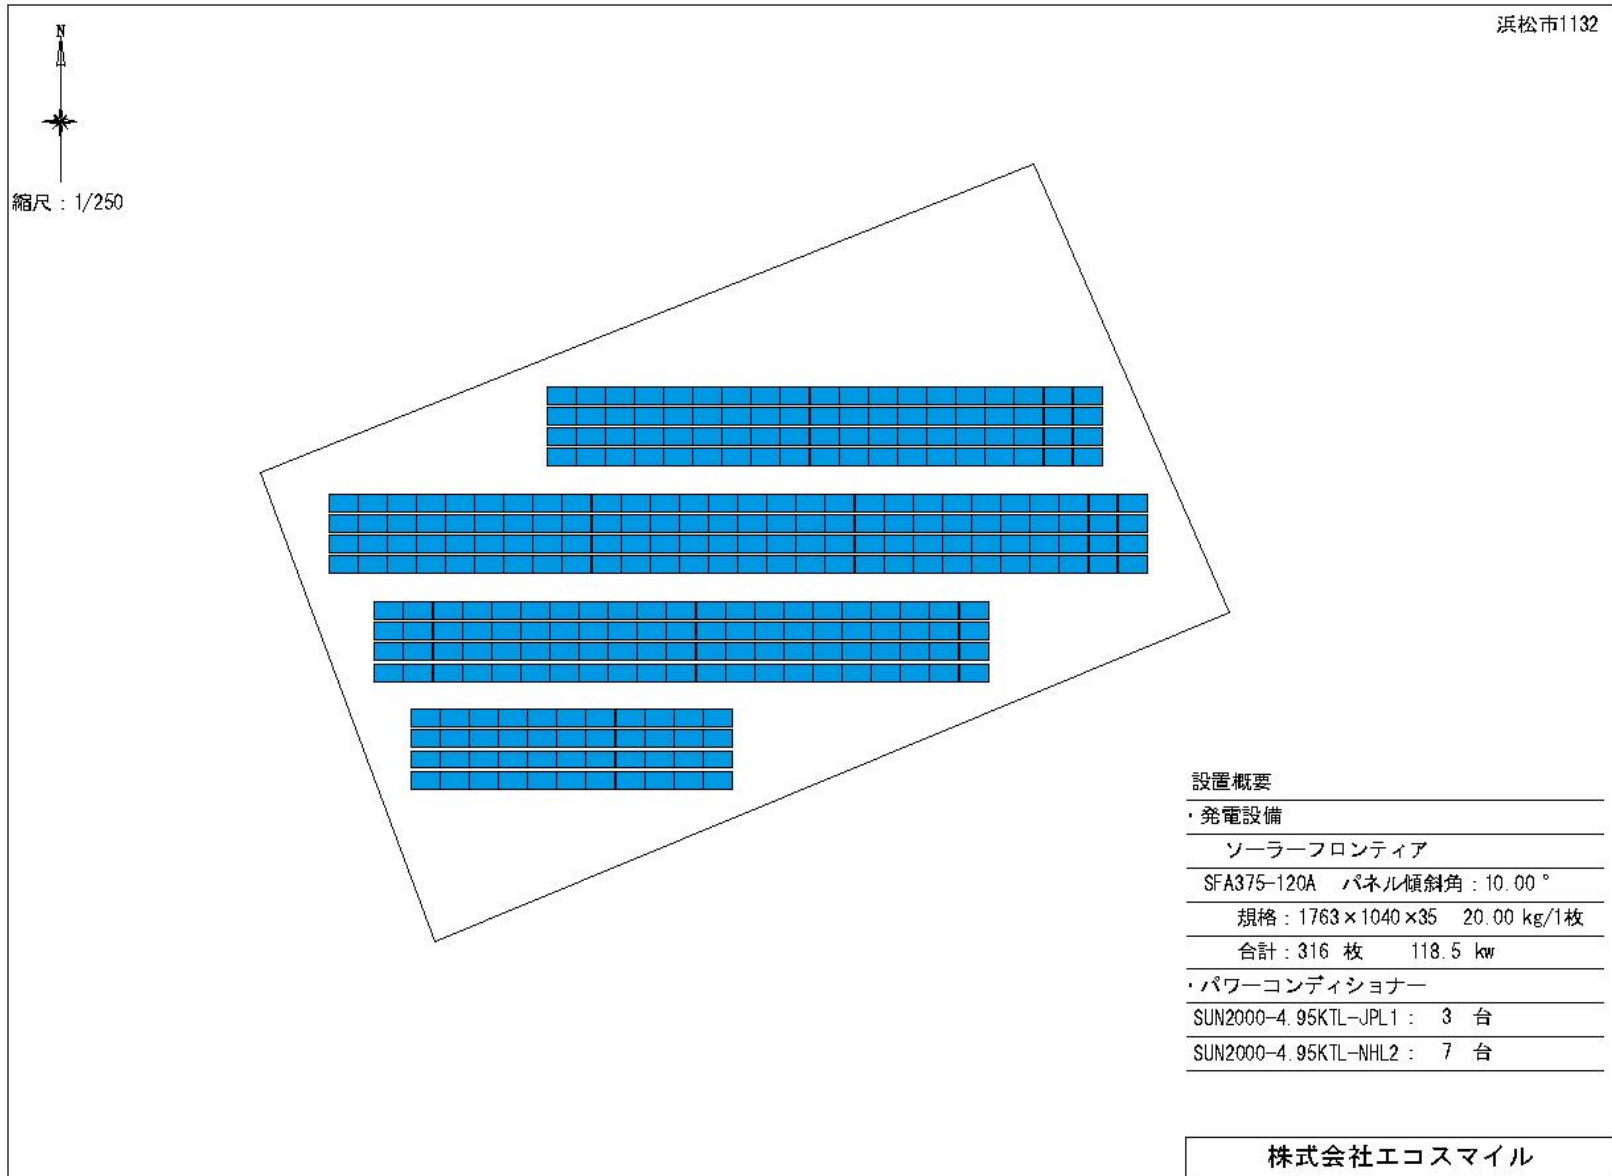 浜松市1132
N
縮尺：1/250
設置概要
・発電設備
ソーラーフロンティア
SFA375-120A パネル傾斜角：10.00°
規格：1763×1040×35 20.00 kg/1枚
合計：316 枚 118.5 kw
・パワーコンディショナー
SUN2000-4.95KTL-JPL1： 3 台
SUN2000-4.95KTL-NHL2： 7 台
株式会社エコスマイル